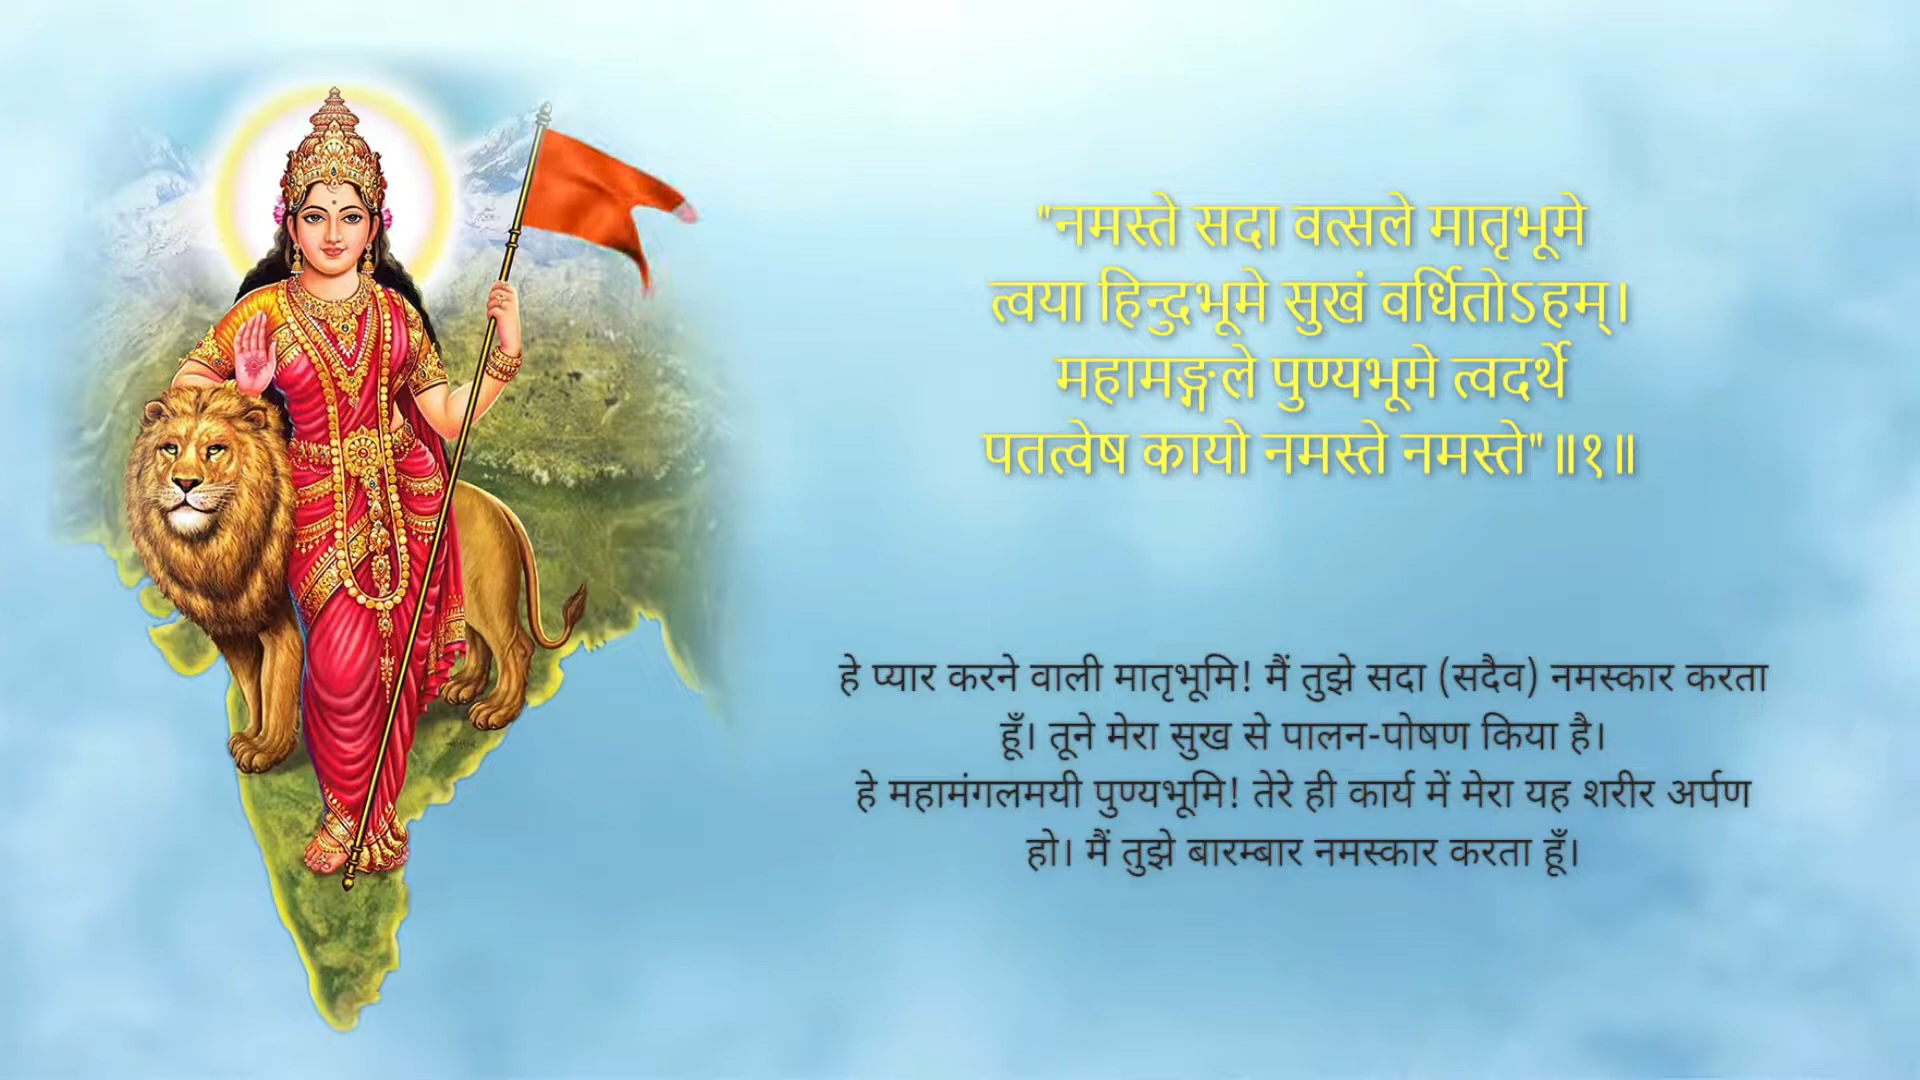 "नमस्ते सदा वत्सले मातृभूमे
त्वया हिन्दुभूमे सुखं वर्धितोऽहम्।
महामङ्गले पुण्यभूमे त्वदर्थे
पतत्वेष कायो नमस्ते नमस्ते"॥१॥
हे प्यार करने वाली मातृभूमि! मैं तुझे सदा (सदैव) नमस्कार करता
हूँ। तूने मेरा सुख से पालन-पोषण किया है।
हे महामंगलमयी पुण्यभूमि! तेरे ही कार्य में मेरा यह शरीर अर्पण
हो। मैं तुझे बारम्बार नमस्कार करता हूँ।